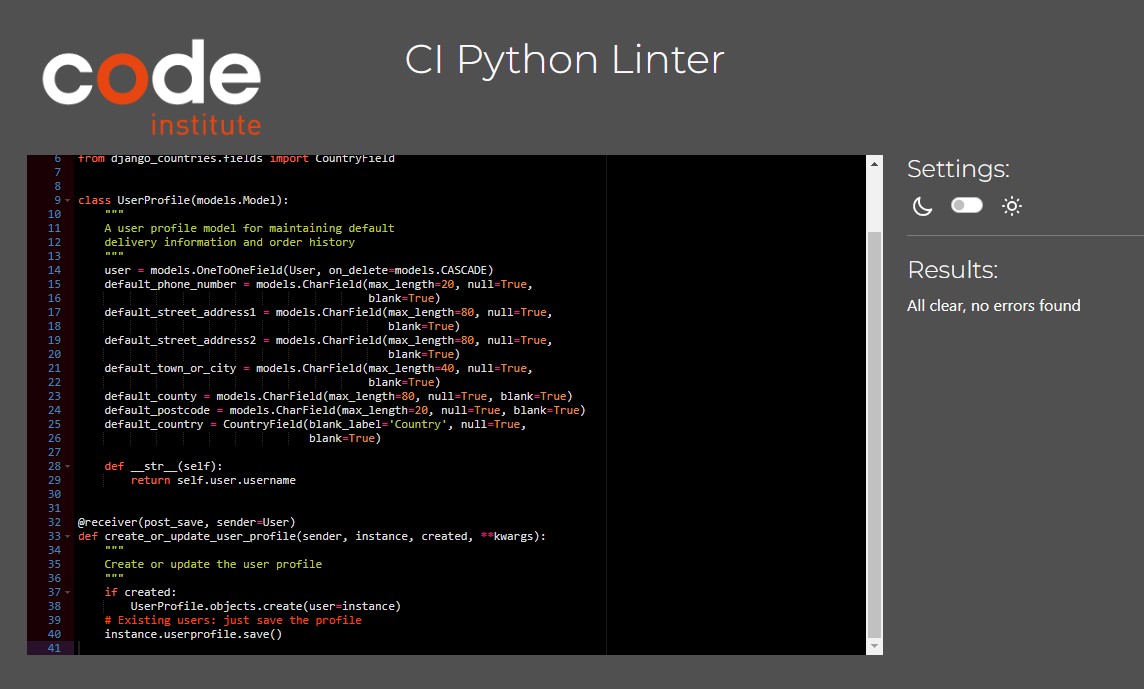 code
institute
CI Python Linter
6 from django_countries.fields import CountryField
7
8
9 class UserProfile(models.Model):
10     """
11     A user profile model for maintaining default
12     delivery information and order history
13     """
14     user = models.OneToOneField(User, on_delete=models.CASCADE)
15     default_phone_number = models.CharField(max_length=20, null=True,
16                                             blank=True)
17     default_street_address1 = models.CharField(max_length=80, null=True,
18                                                blank=True)
19     default_street_address2 = models.CharField(max_length=80, null=True,
20                                                blank=True)
21     default_town_or_city = models.CharField(max_length=40, null=True,
22                                             blank=True)
23     default_county = models.CharField(max_length=80, null=True, blank=True)
24     default_postcode = models.CharField(max_length=20, null=True, blank=True)
25     default_country = CountryField(blank_label='Country', null=True,
26                                    blank=True)
27
28     def __str__(self):
29         return self.user.username
30
31
32 @receiver(post_save, sender=User)
33 def create_or_update_user_profile(sender, instance, created, **kwargs):
34     """
35     Create or update the user profile
36     """
37     if created:
38         UserProfile.objects.create(user=instance)
39     # Existing users: just save the profile
40     instance.userprofile.save()
41
Settings:
Results:
All clear, no errors found